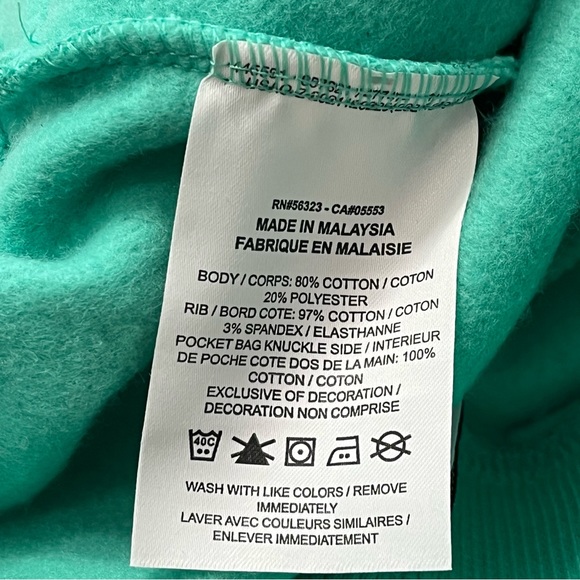 RN#56323 - CA#05553
MADE IN MALAYSIA
FABRIQUE EN MALAISIE
BODY / CORPS: 80% COTTON / COTON
20% POLYESTER
RIB / BORD COTE: 97% COTTON / COTON
3% SPANDEX / ELASTHANNE
POCKET BAG KNUCKLE SIDE / INTERIEUR
DE POCHE COTE DOS DE LA MAIN: 100%
COTTON / COTON
EXCLUSIVE OF DECORATION /
DECORATION NON COMPRISE
40C
WASH WITH LIKE COLORS / REMOVE
IMMEDIATELY
LAVER AVEC COULEURS SIMILAIRES /
ENLEVER IMMEDIATEMENT